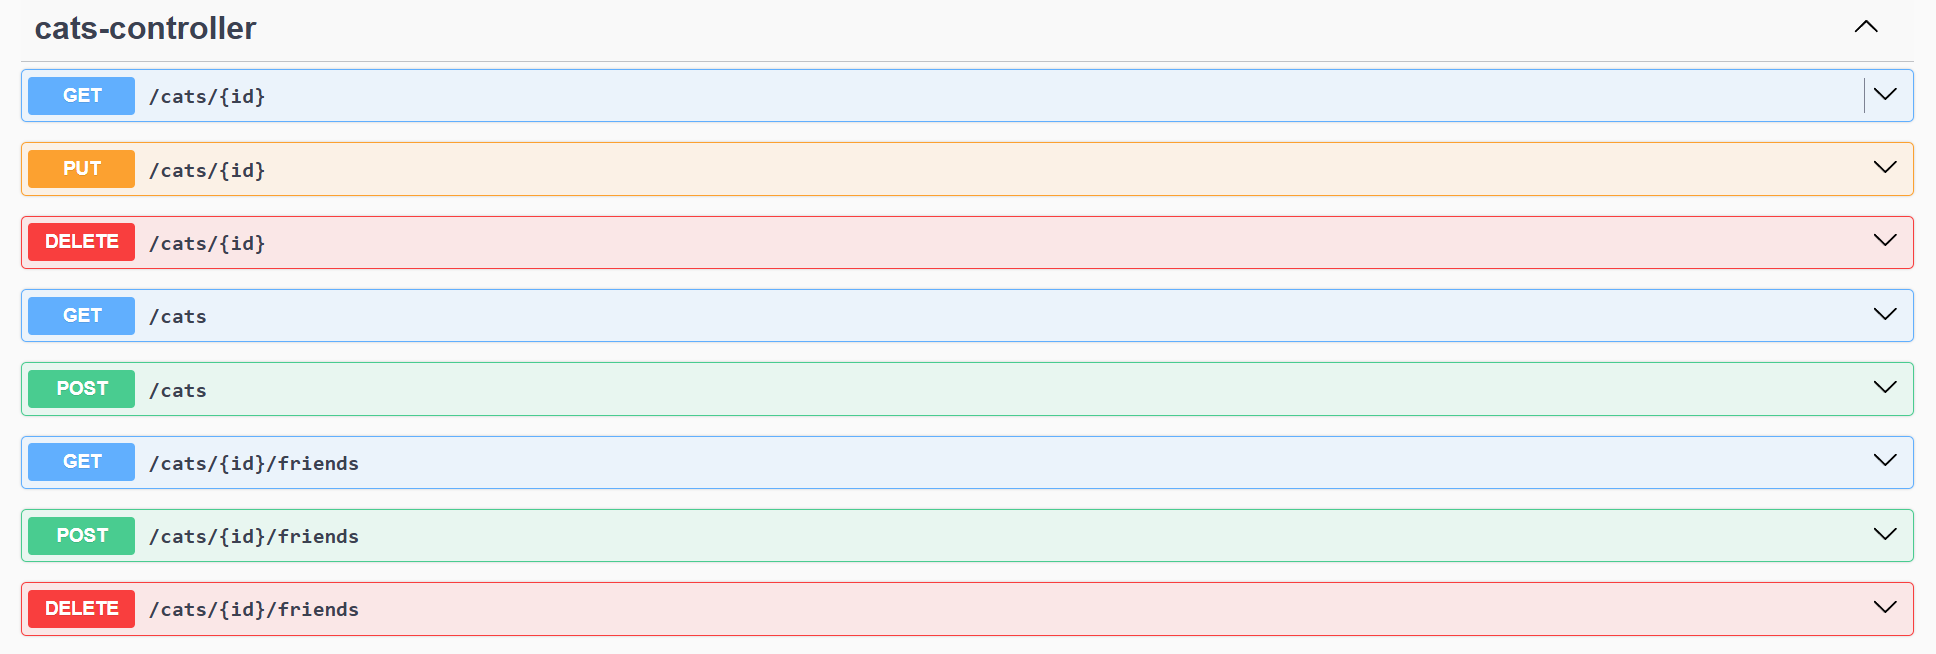 cats-controller
GET /cats/{id}
PUT /cats/{id}
DELETE /cats/{id}
GET /cats
POST /cats
GET /cats/{id}/friends
POST /cats/{id}/friends
DELETE /cats/{id}/friends